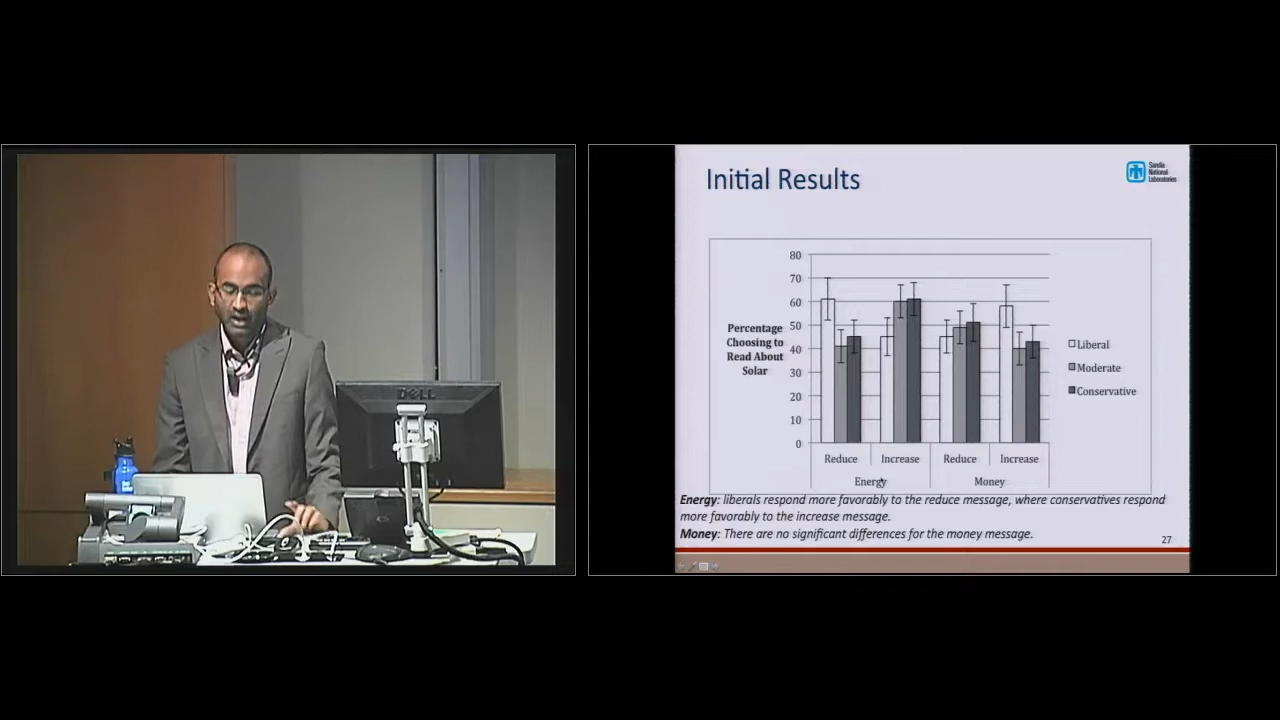 DELL
Initial Results
Sandia
National
Laboratories
80
70
60
50
40
30
20
10
0
Percentage
Choosing to
Read About
Solar
Liberal
Moderate
Conservative
Reduce Increase Reduce Increase
Energy Money
Energy: liberals respond more favorably to the reduce message, where conservatives respond
more favorably to the increase message.
Money: There are no significant differences for the money message.
27